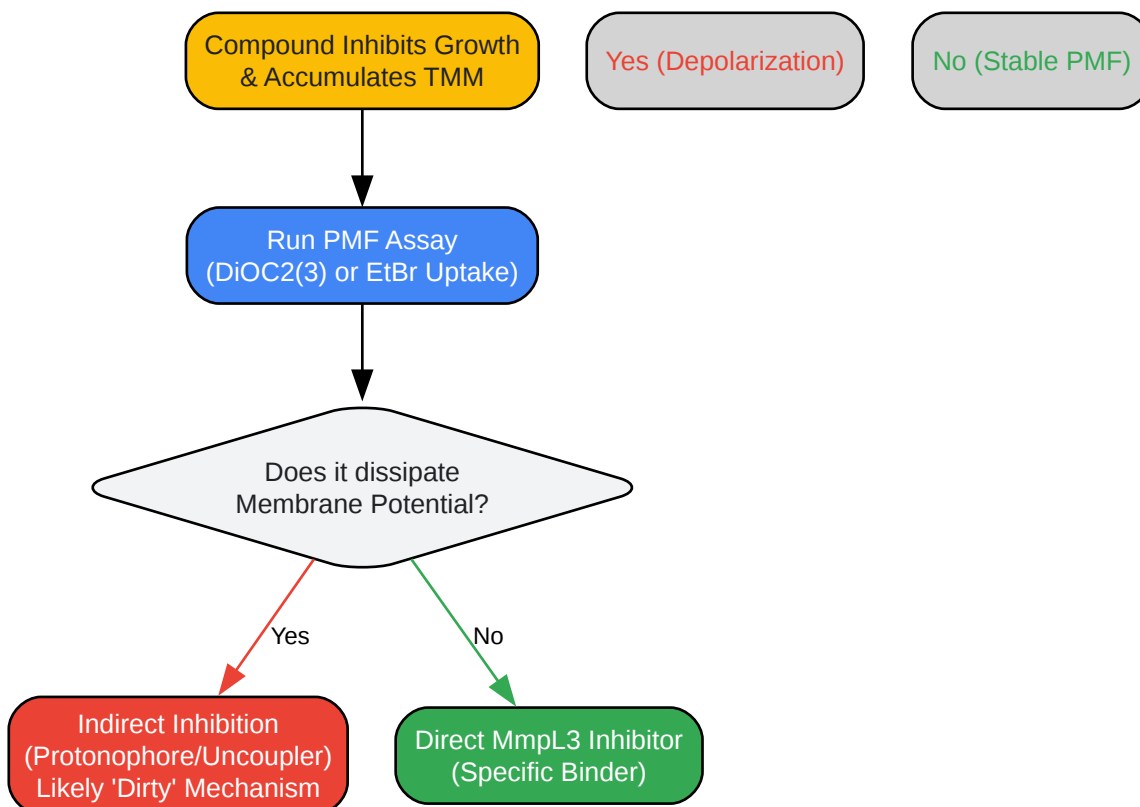 Compound Inhibits Growth
& Accumulates TMM
Yes (Depolarization)
No (Stable PMF)
Run PMF Assay
(DiOC2(3) or EtBr Uptake)
Does it dissipate
Membrane Potential?
Yes
No
Indirect Inhibition
(Protonophore/Uncoupler)
Likely 'Dirty' Mechanism
Direct MmpL3 Inhibitor
(Specific Binder)